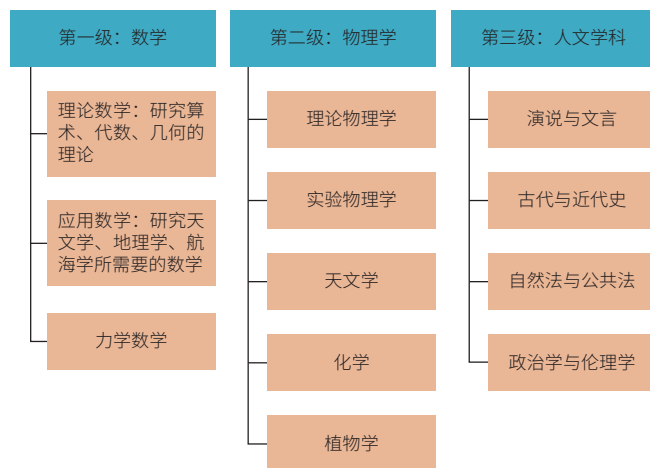 第一级：数学
理论数学：研究算
术、代数、几何的
理论
应用数学：研究天
文学、地理学、航
海学所需要的数学
力学数学
第二级：物理学
理论物理学
实验物理学
天文学
化学
植物学
第三级：人文学科
演说与文言
古代与近代史
自然法与公共法
政治学与伦理学